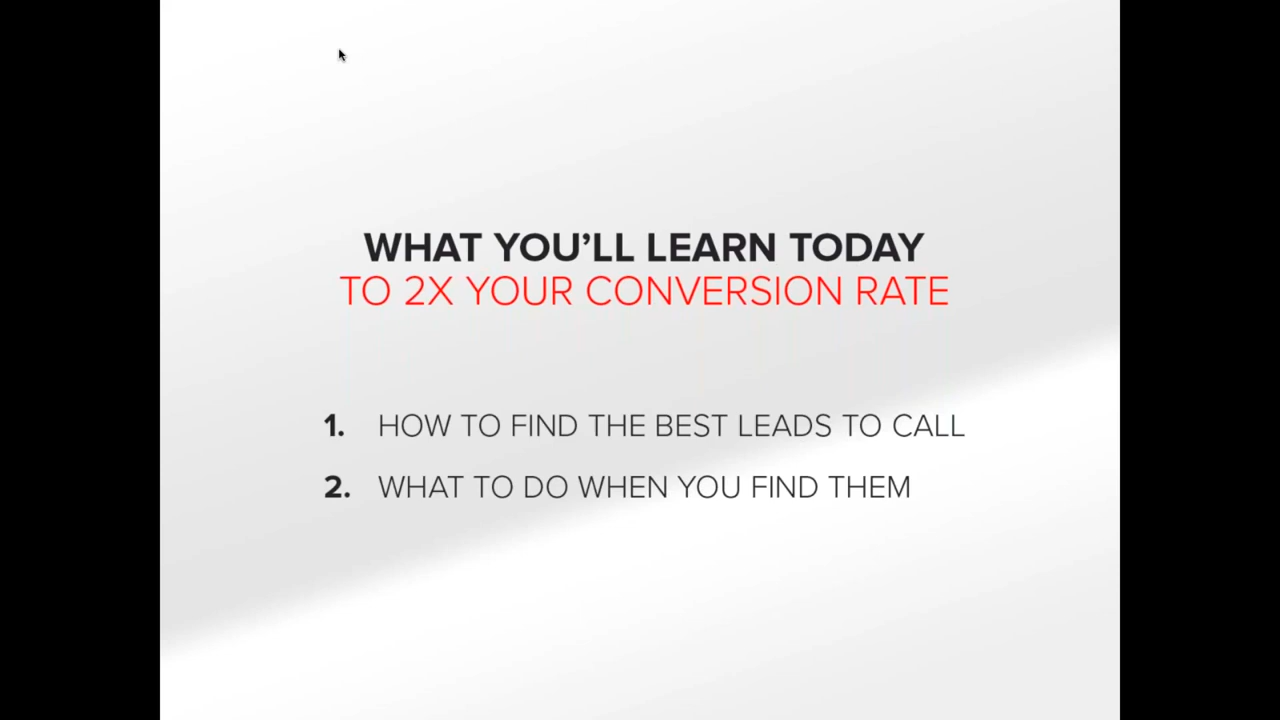 WHAT YOU’LL LEARN TODAY
TO 2X YOUR CONVERSION RATE
1. HOW TO FIND THE BEST LEADS TO CALL
2. WHAT TO DO WHEN YOU FIND THEM